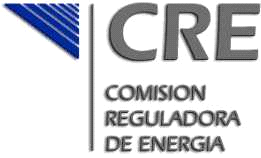 CRE
COMISION
REGULADORA
DE ENERGIA